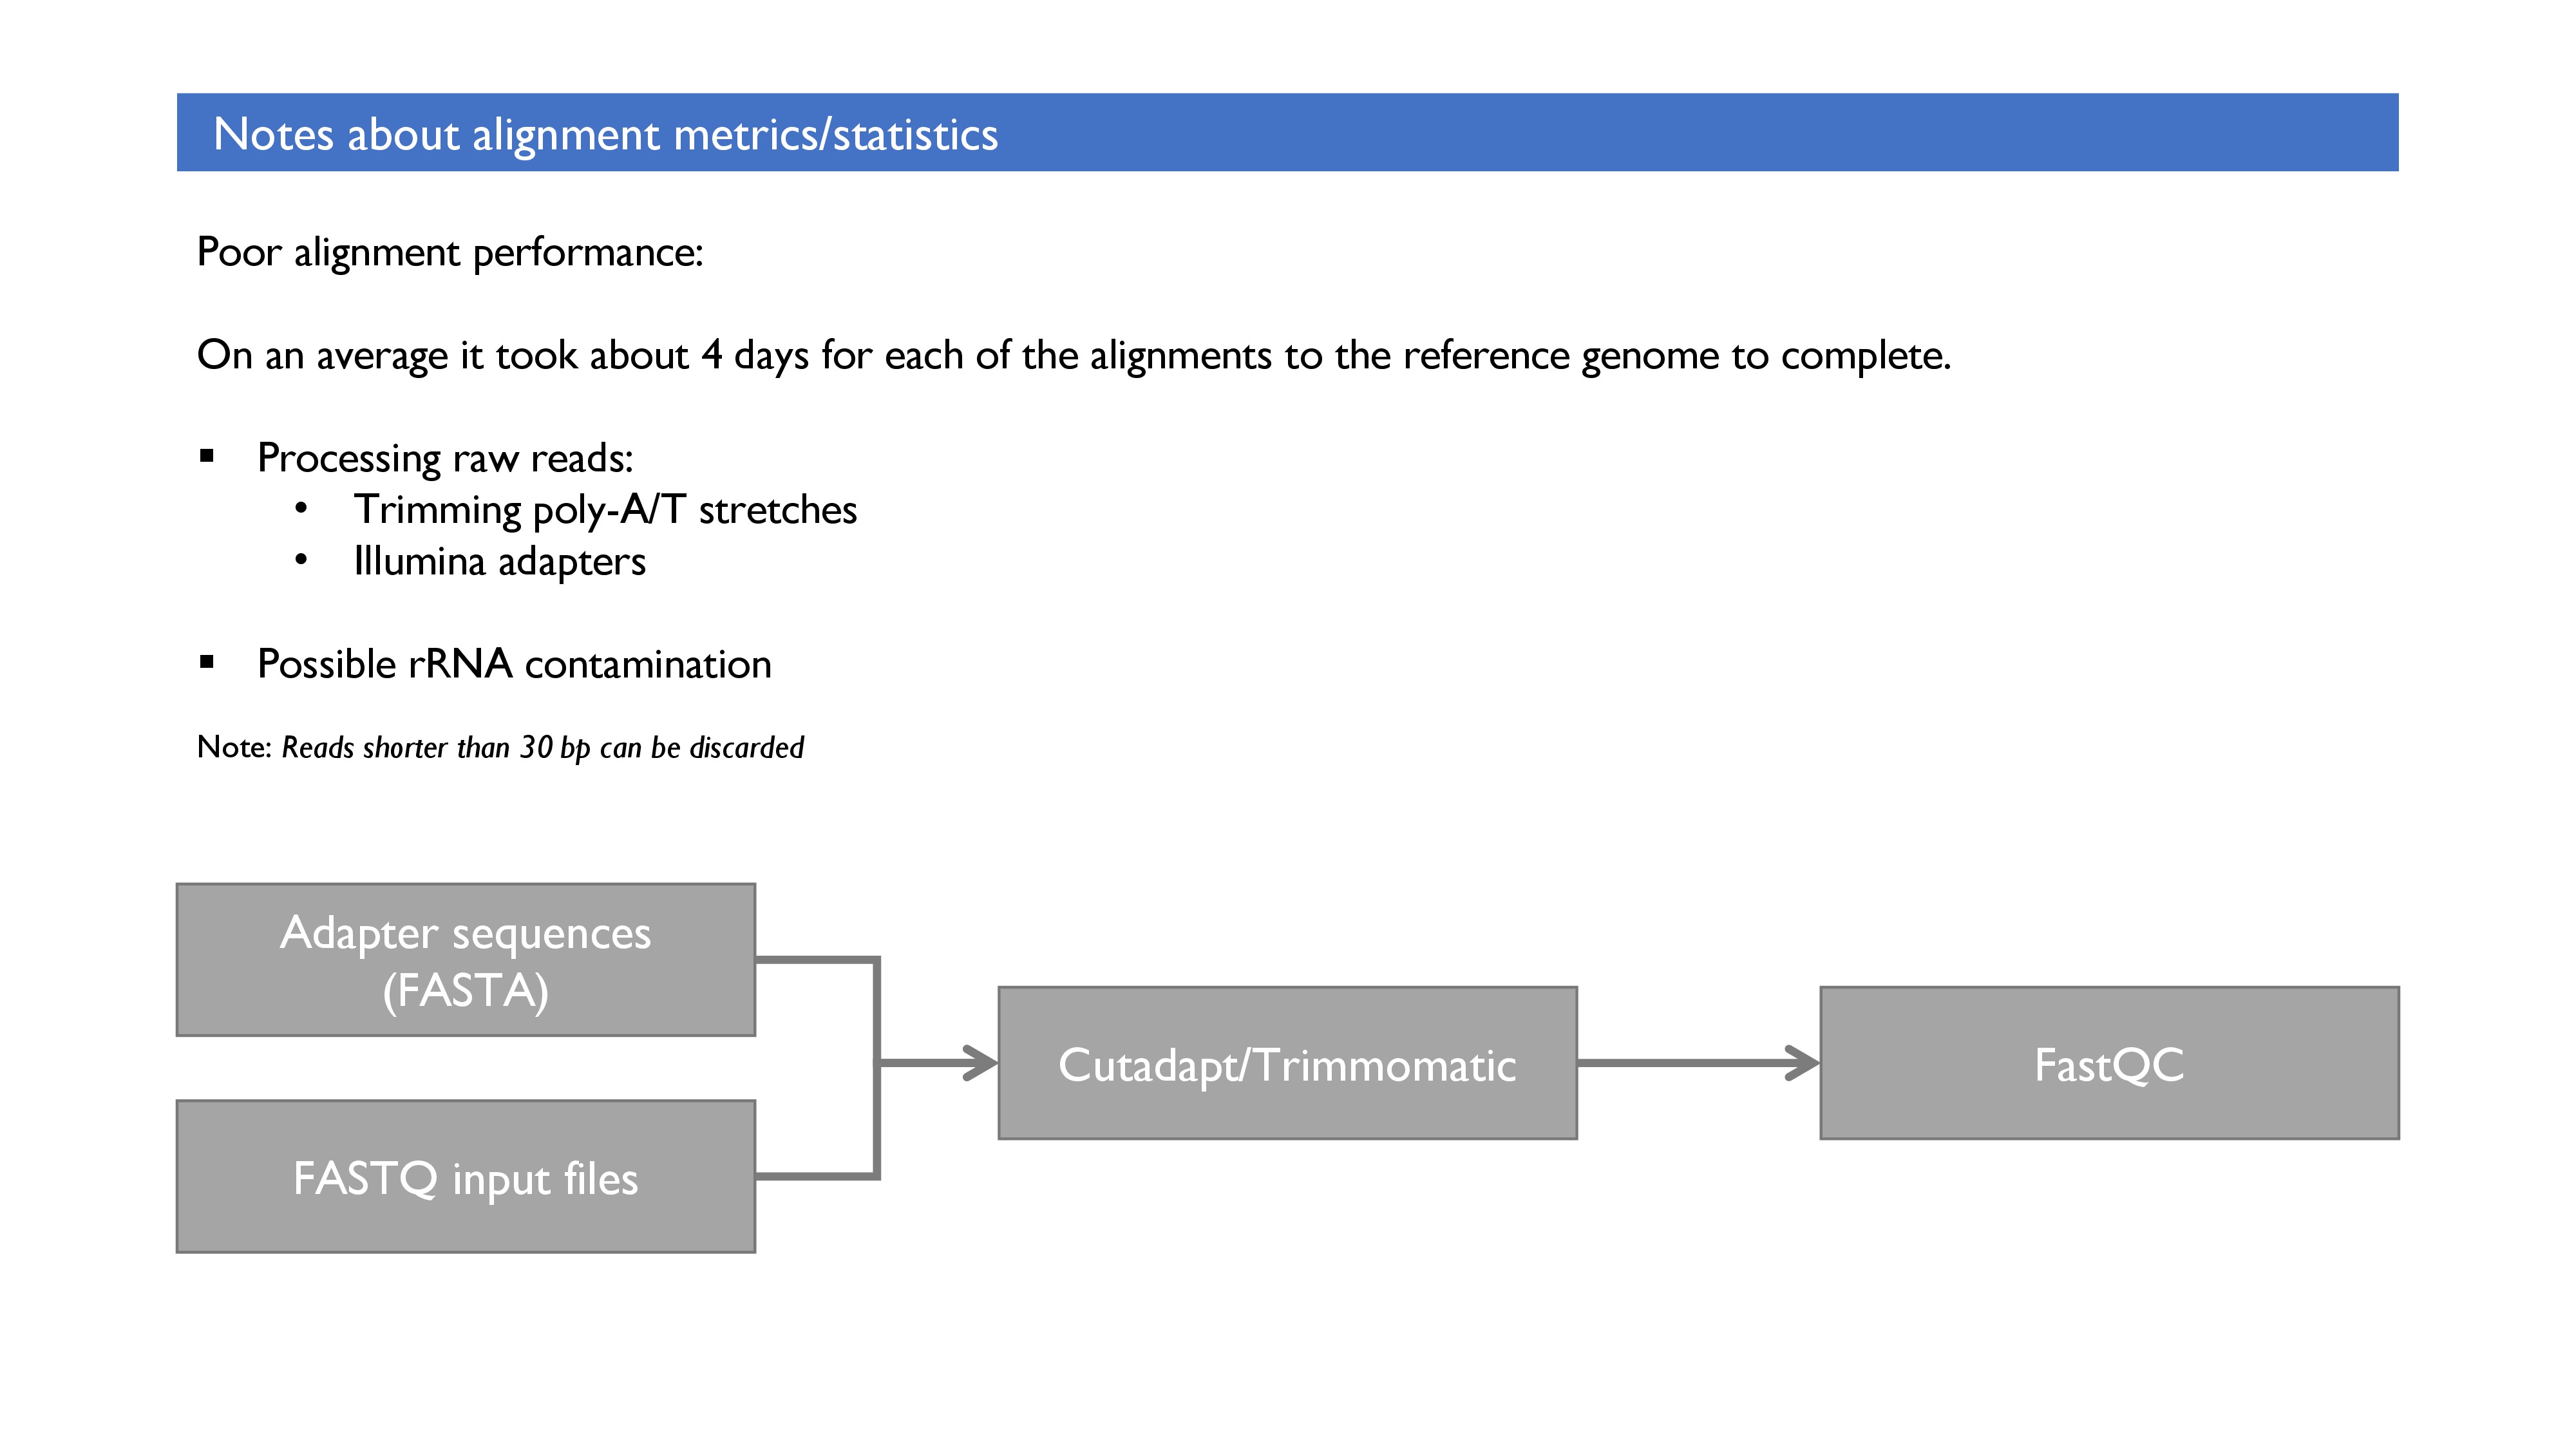 Notes about alignment metrics/statistics
Poor alignment performance:
On an average it took about 4 days for each of the alignments to the reference genome to complete.
▪ Processing raw reads:
• Trimming poly-A/T stretches
• Illumina adapters
▪ Possible rRNA contamination
Note: Reads shorter than 30 bp can be discarded
Adapter sequences
(FASTA)
FASTQ input files
Cutadapt/Trimmomatic
FastQC